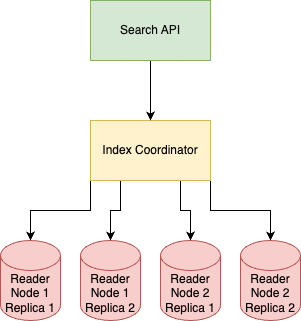 Search API
Index Coordinator
Reader
Node 1
Replica 1
Reader
Node 1
Replica 2
Reader
Node 2
Replica 1
Reader
Node 2
Replica 2